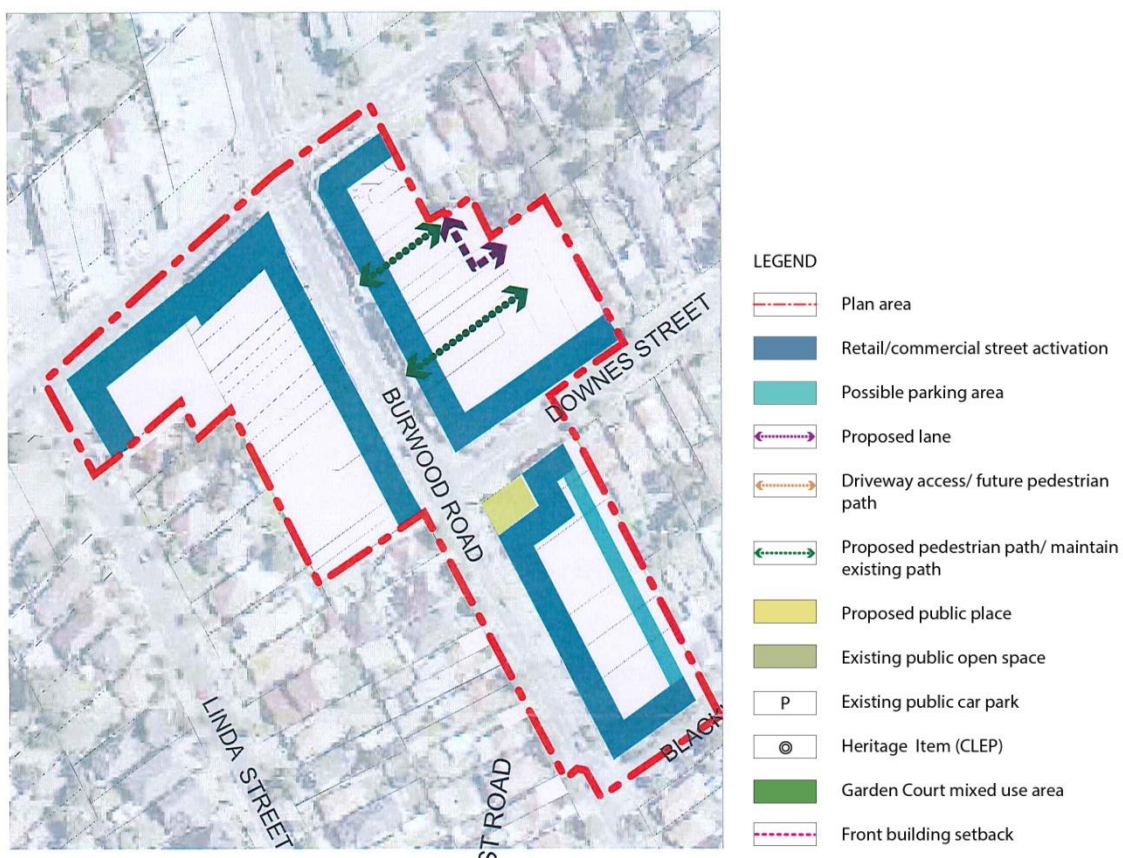 BURWOOD ROAD
DOWNES STREET
LINDA STREET
ST ROAD
BLACK
LEGEND
Plan area
Retail/commercial street activation
Possible parking area
Proposed lane
Driveway access/ future pedestrian
path
Proposed pedestrian path/ maintain
existing path
Proposed public place
Existing public open space
P
Existing public car park
Heritage Item (CLEP)
Garden Court mixed use area
Front building setback